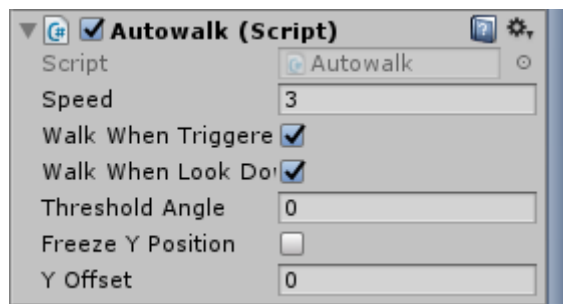 Autowalk (Script)
Script Autowalk
Speed 3
Walk When Triggere
Walk When Look Do
Threshold Angle 0
Freeze Y Position
Y Offset 0